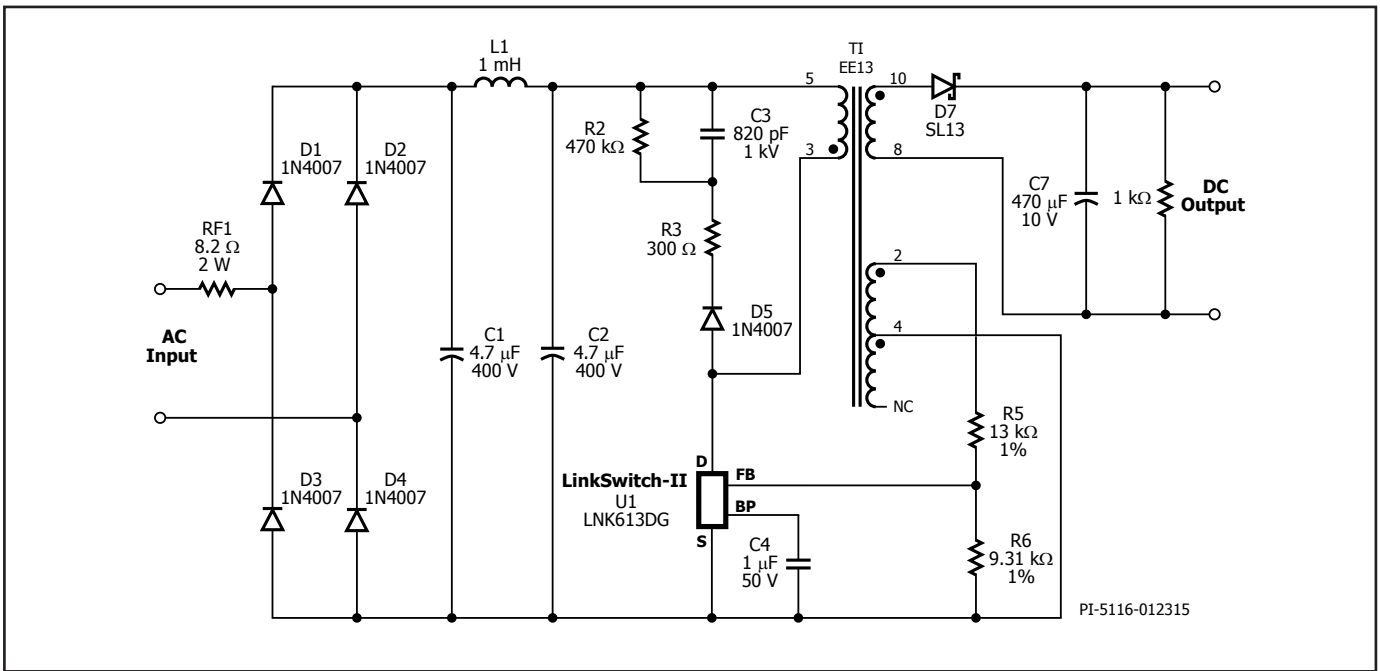 L1
1 mH
TI
EE13
5
10
D7
SL13
R2
470 kΩ
C3
820 pF
1 kV
3
8
D1
1N4007
D2
1N4007
C7
470 µF
10 V
1 kΩ
DC
Output
RF1
8.2 Ω
2 W
R3
300 Ω
2
AC
Input
D5
1N4007
C1
4.7 µF
400 V
C2
4.7 µF
400 V
4
NC
R5
13 kΩ
1%
D3
1N4007
D4
1N4007
LinkSwitch-II
U1
LNK613DG
D
FB
BP
S
C4
1 µF
50 V
R6
9.31 kΩ
1%
PI-5116-012315